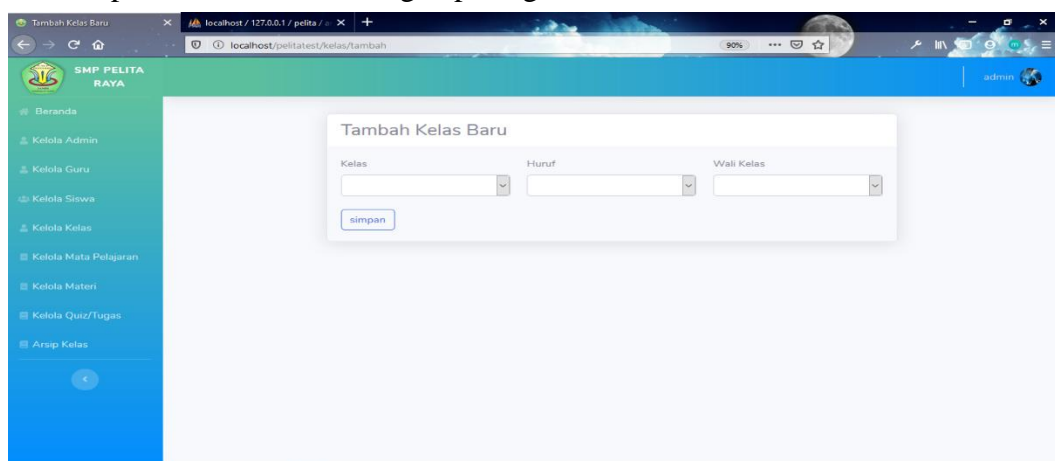 Tambah Kelas Baru
localhost / 127.0.0.1 / pelita / a
localhost/pelitatest/kelas/tambah
90%
SMP PELITA
RAYA
admin
Beranda
Kelola Admin
Kelola Guru
Kelola Siswa
Kelola Kelas
Kelola Mata Pelajaran
Kelola Materi
Kelola Quiz/Tugas
Arsip Kelas
Tambah Kelas Baru
Kelas Huruf Wali Kelas
simpan